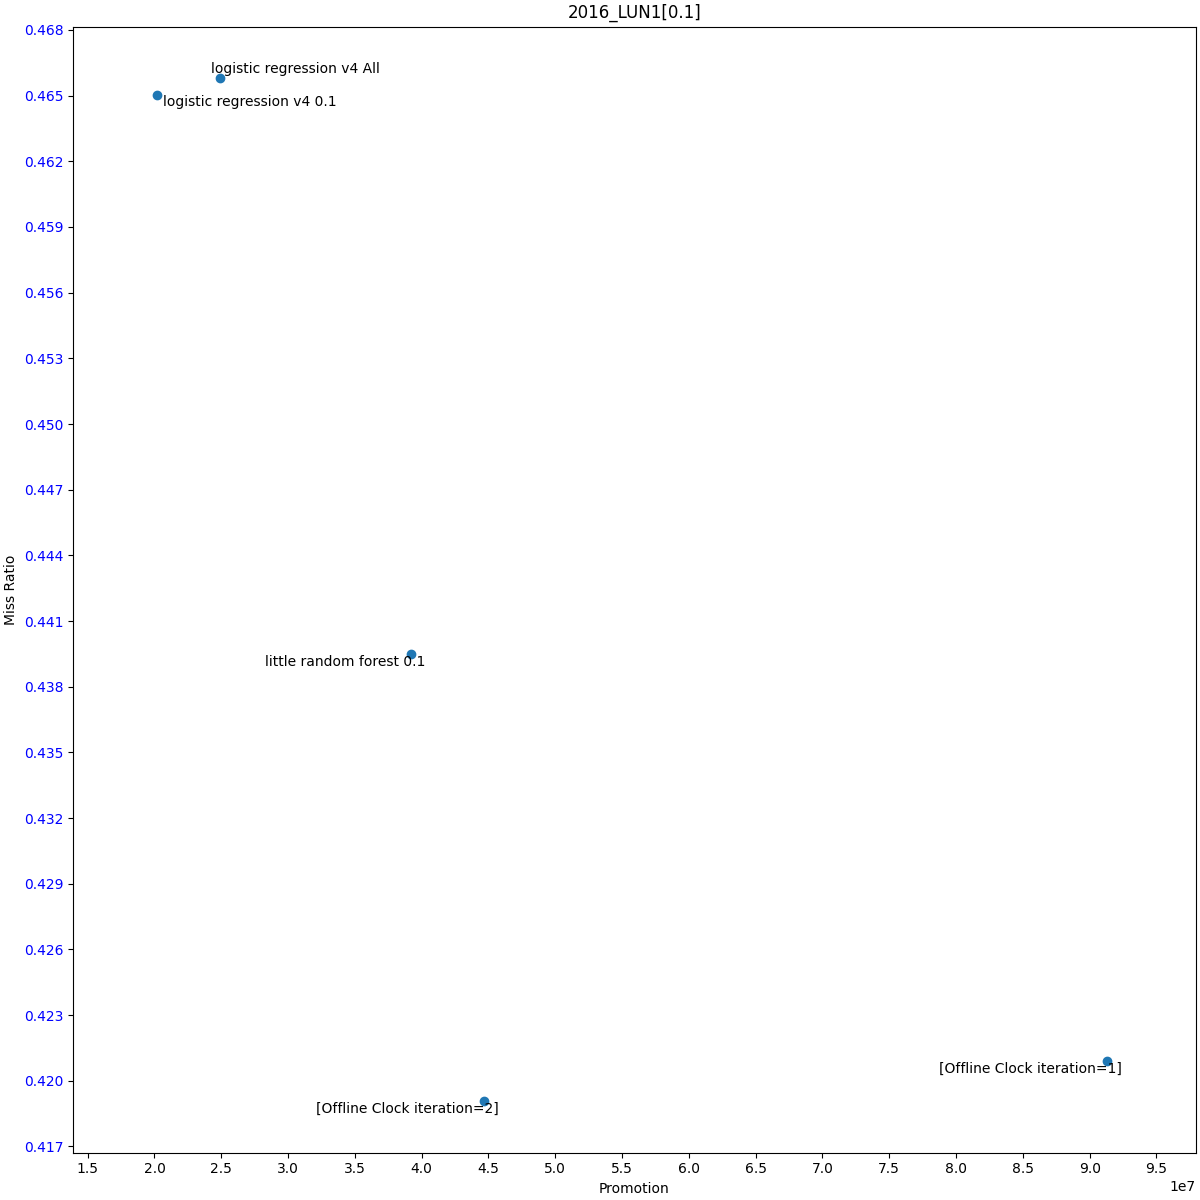 2016_LUN1[0.1]
0.468
0.465
0.462
0.459
0.456
0.453
0.450
0.447
0.444
0.441
0.438
0.435
0.432
0.429
0.426
0.423
0.420
0.417
Miss Ratio
logistic regression v4 All
logistic regression v4 0.1
little random forest 0.1
[Offline Clock iteration=1]
[Offline Clock iteration=2]
1.5 2.0 2.5 3.0 3.5 4.0 4.5 5.0 5.5 6.0 6.5 7.0 7.5 8.0 8.5 9.0 9.5
Promotion
1e7